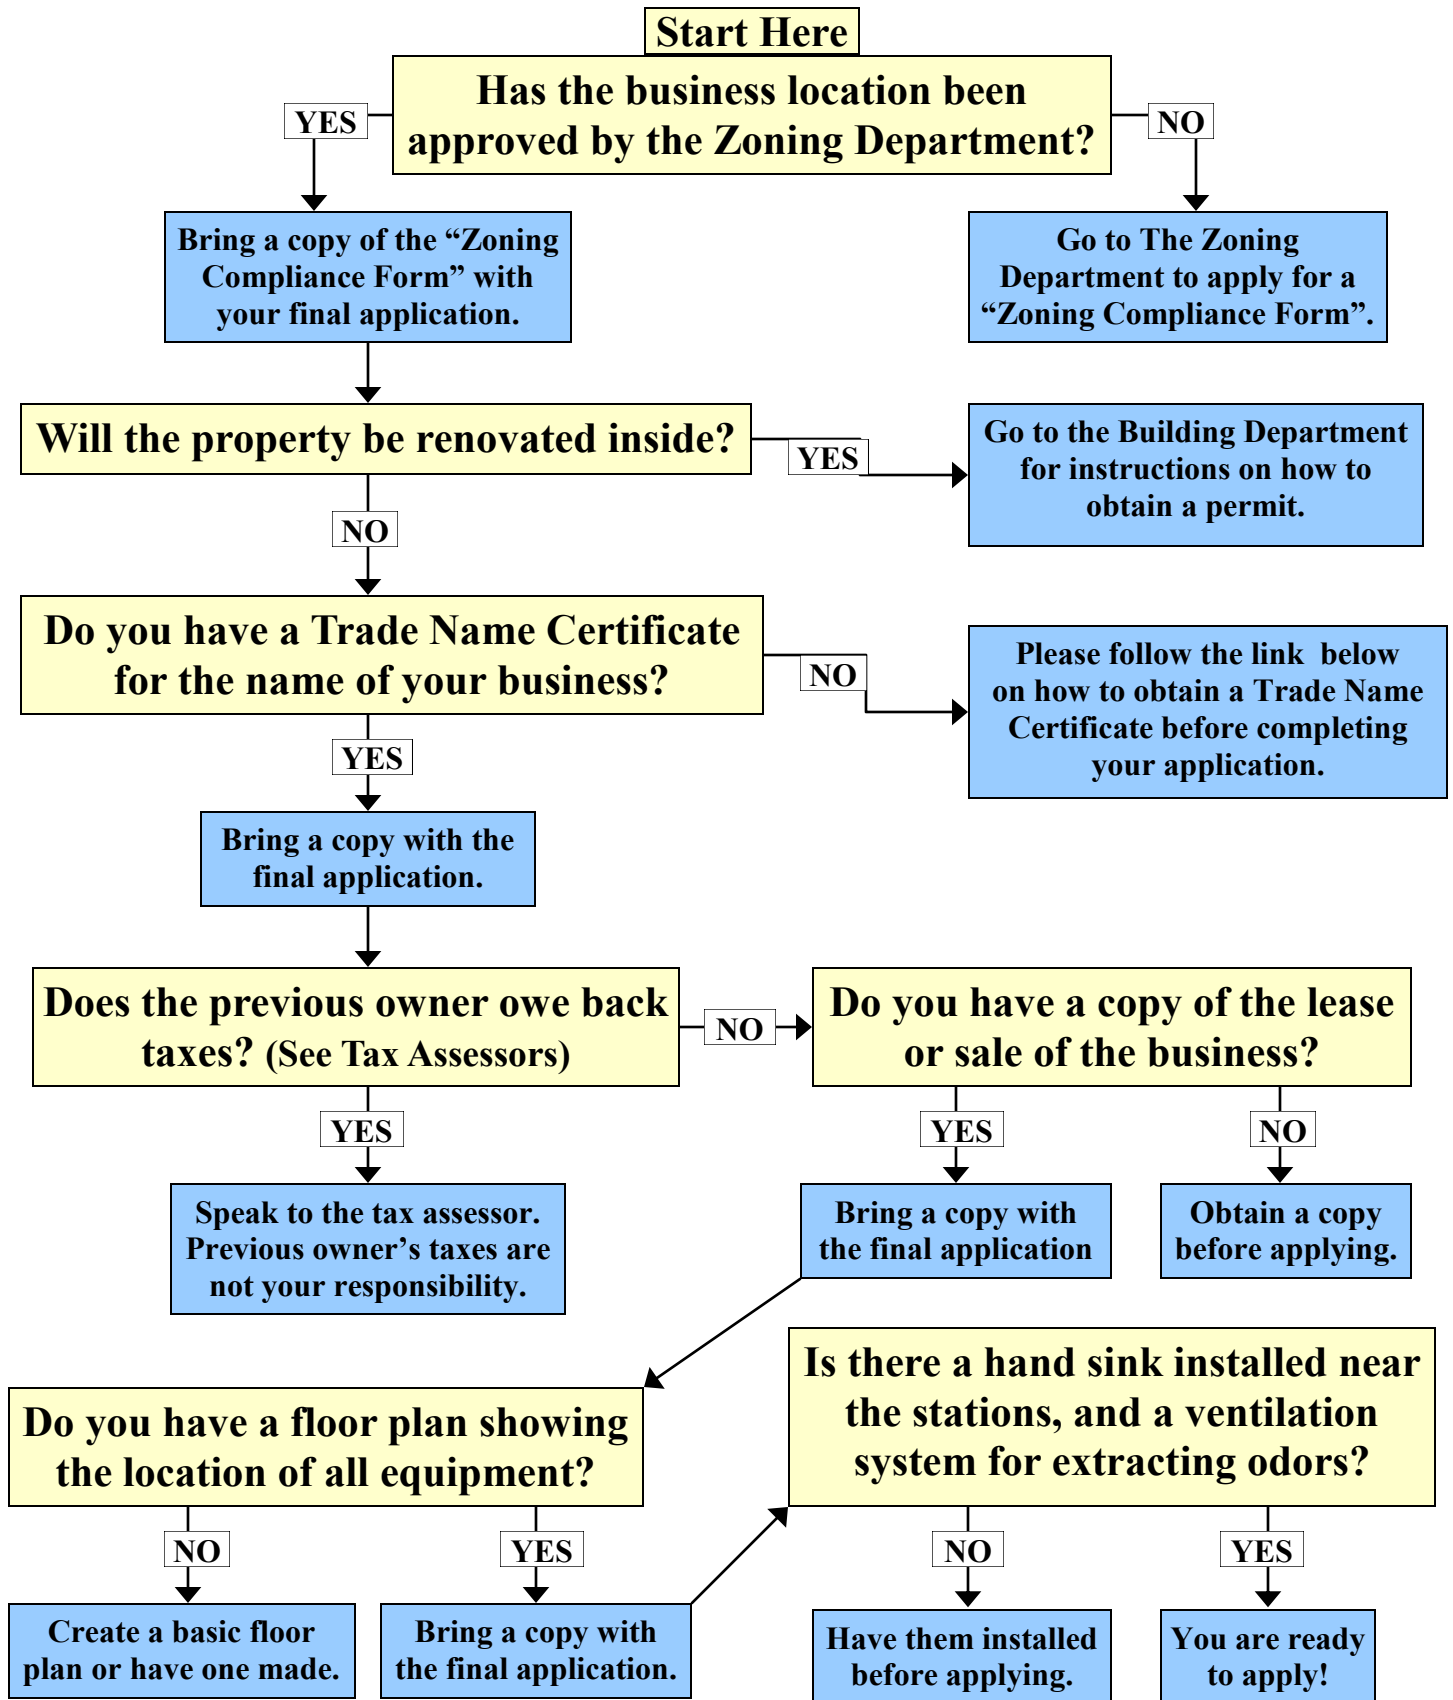 Start Here
Has the business location been
approved by the Zoning Department?
YES
NO
Bring a copy of the “Zoning
Compliance Form” with
your final application.
Go to The Zoning
Department to apply for a
“Zoning Compliance Form”.
Will the property be renovated inside?
YES
Go to the Building Department
for instructions on how to
obtain a permit.
NO
Do you have a Trade Name Certificate
for the name of your business?
NO
Please follow the link below
on how to obtain a Trade Name
Certificate before completing
your application.
YES
Bring a copy with the
final application.
Does the previous owner owe back
taxes? (See Tax Assessors)
NO
Do you have a copy of the lease
or sale of the business?
YES
YES
NO
Speak to the tax assessor.
Previous owner’s taxes are
not your responsibility.
Bring a copy with
the final application
Obtain a copy
before applying.
Do you have a floor plan showing
the location of all equipment?
Is there a hand sink installed near
the stations, and a ventilation
system for extracting odors?
NO
YES
NO
YES
Create a basic floor
plan or have one made.
Bring a copy with
the final application.
Have them installed
before applying.
You are ready
to apply!